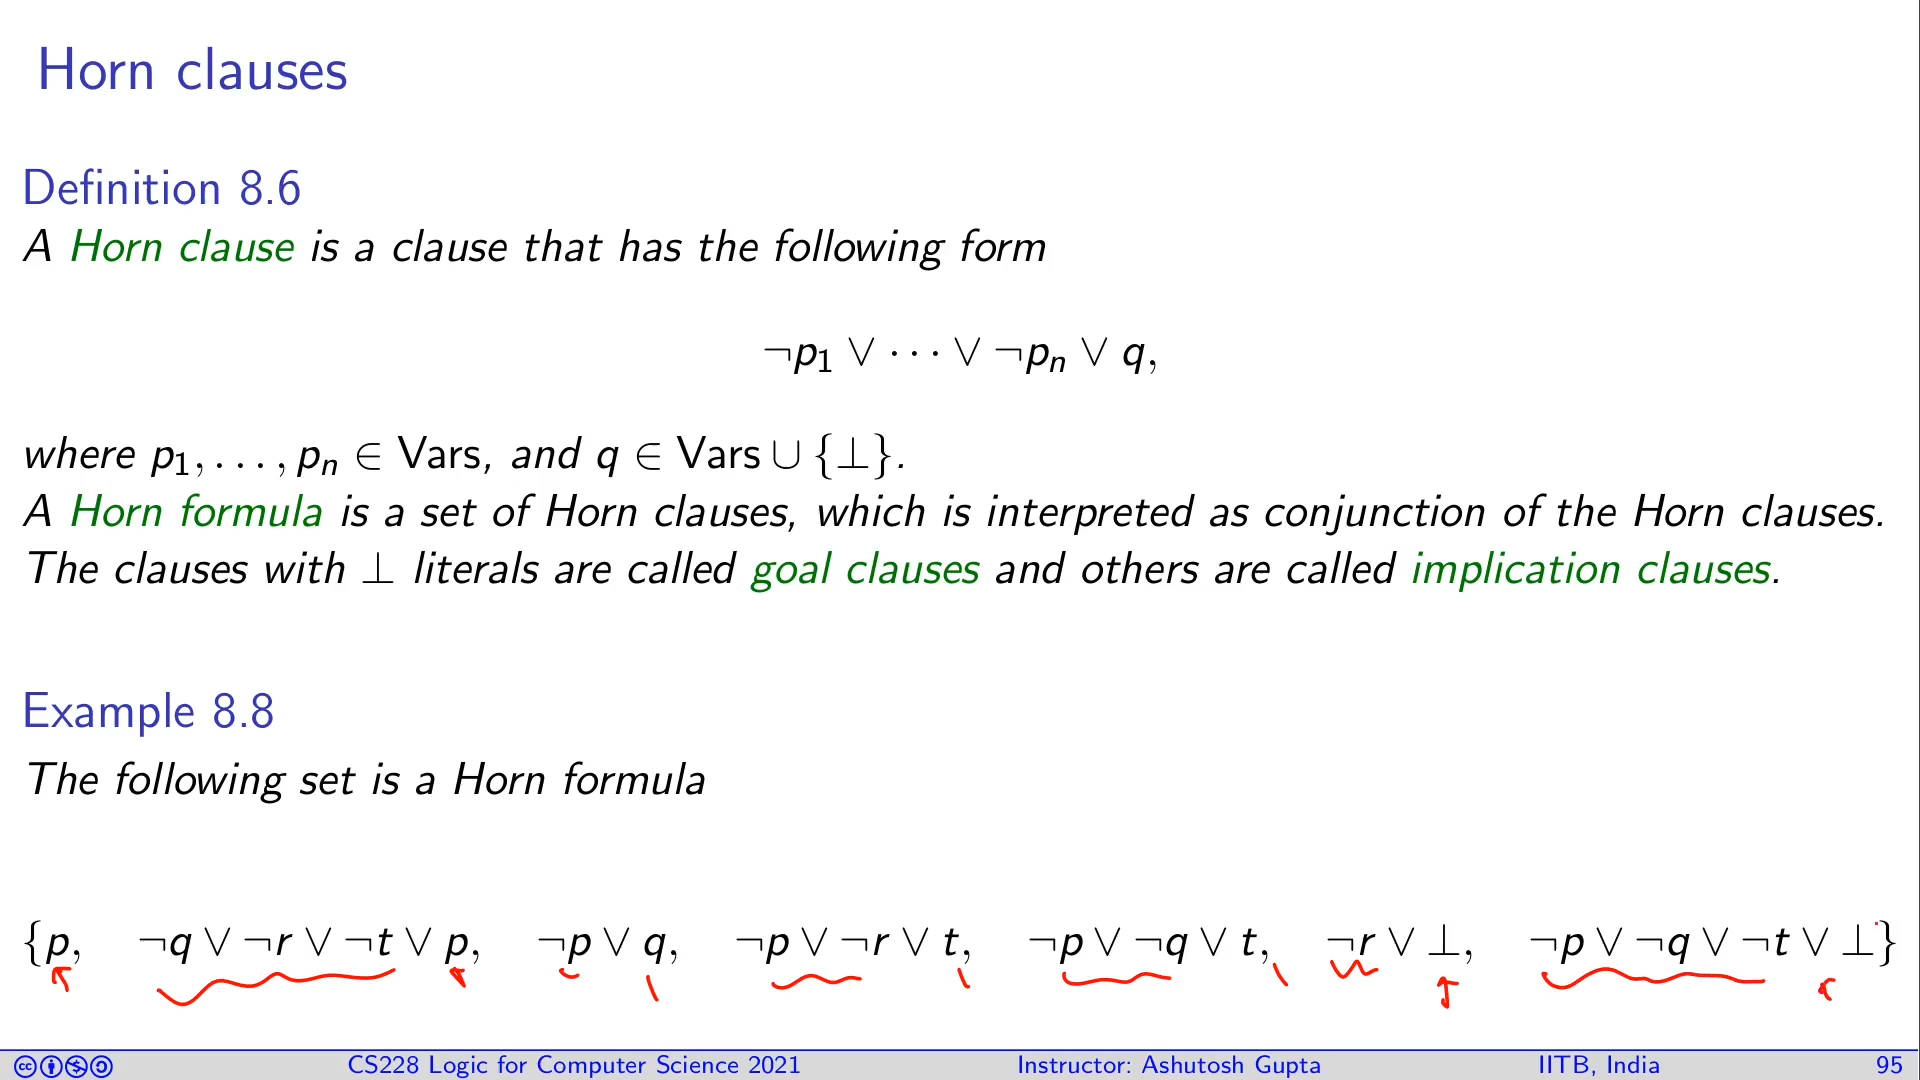 Horn clauses
Definition 8.6
A Horn clause is a clause that has the following form
¬p₁ ∨ ⋯ ∨ ¬pₙ ∨ q,
where p₁, . . . , pₙ ∈ Vars, and q ∈ Vars ∪ {⊥}.
A Horn formula is a set of Horn clauses, which is interpreted as conjunction of the Horn clauses.
The clauses with ⊥ literals are called goal clauses and others are called implication clauses.
Example 8.8
The following set is a Horn formula
{p, ¬q ∨ ¬r ∨ ¬t ∨ p, ¬p ∨ q, ¬p ∨ ¬r ∨ t, ¬p ∨ ¬q ∨ t, ¬r ∨ ⊥, ¬p ∨ ¬q ∨ ¬t ∨ ⊥}
CS228 Logic for Computer Science 2021 Instructor: Ashutosh Gupta IITB, India 95